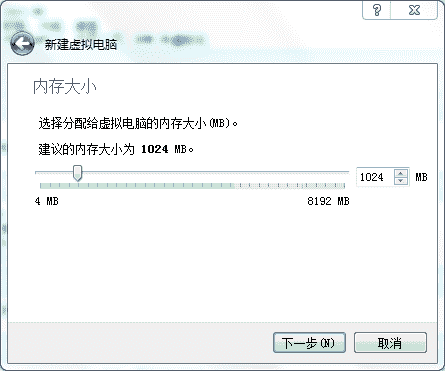 新建虚拟电脑
内存大小
选择分配给虚拟电脑的内存大小(MB)。
建议的内存大小为 1024 MB。
1024 MB
4 MB 8192 MB
下一步(N) 取消